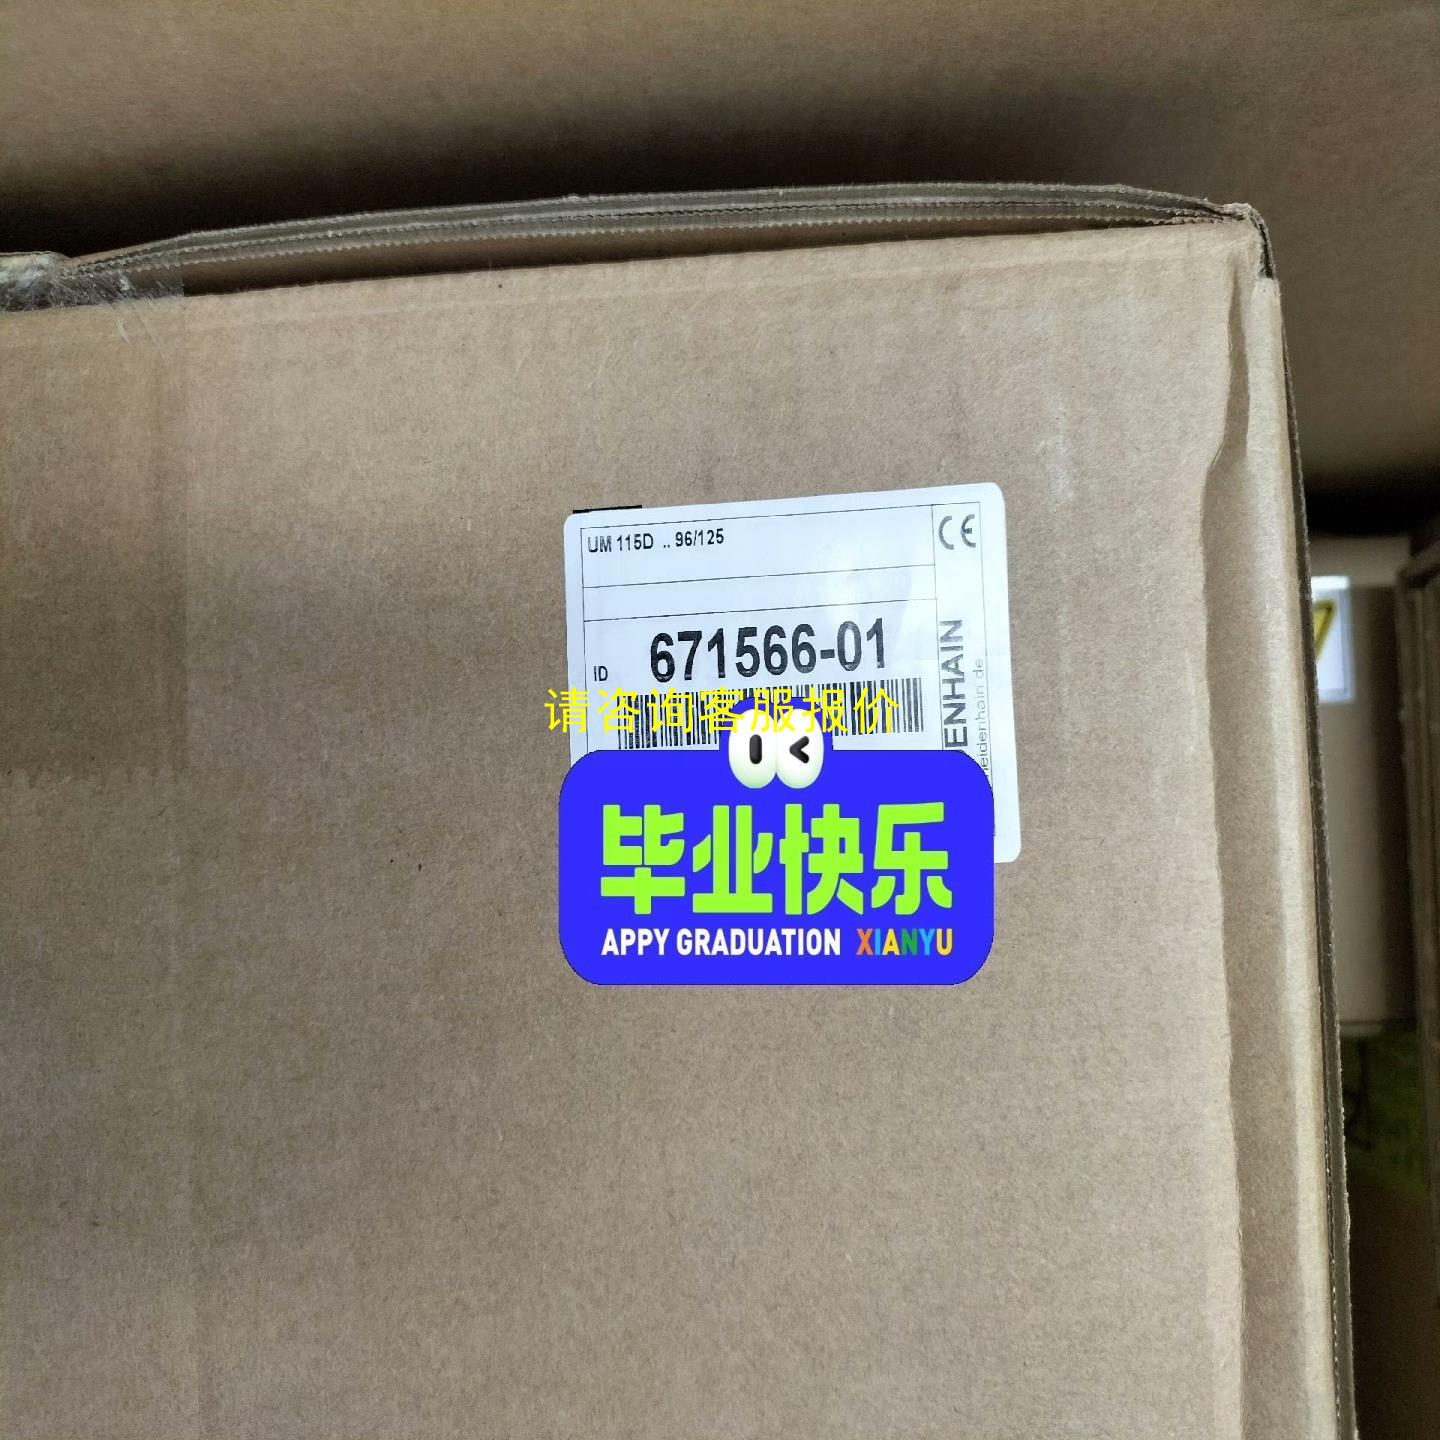 UM 115D .. 96/125
CE
ID 671566-01
ENHAIN
heidenhain de
请咨询客服报价
毕业快乐
APPY GRADUATION XIANYU